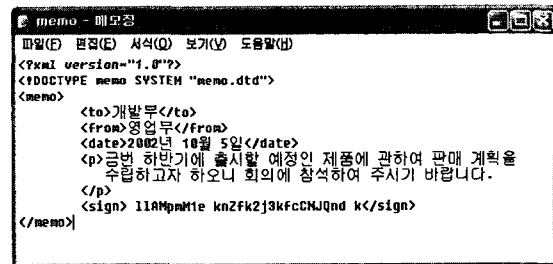 memo - 메모장
파일(F) 편집(E) 서식(O) 보기(V) 도움말(H)
<?xml version="1.0"?>
<!DOCTYPE memo SYSTEM "memo.dtd">
<memo>
<to>개발부</to>
<from>영업부</from>
<date>2002년 10월 5일</date>
<p>금번 하반기에 출시할 예정인 제품에 관하여 판매 계획을
수립하고자 하오니 회의에 참석하여 주시기 바랍니다.
</p>
<sign> llAMpmM1e knZfk2j3kfcCNJQnd k</sign>
</memo>